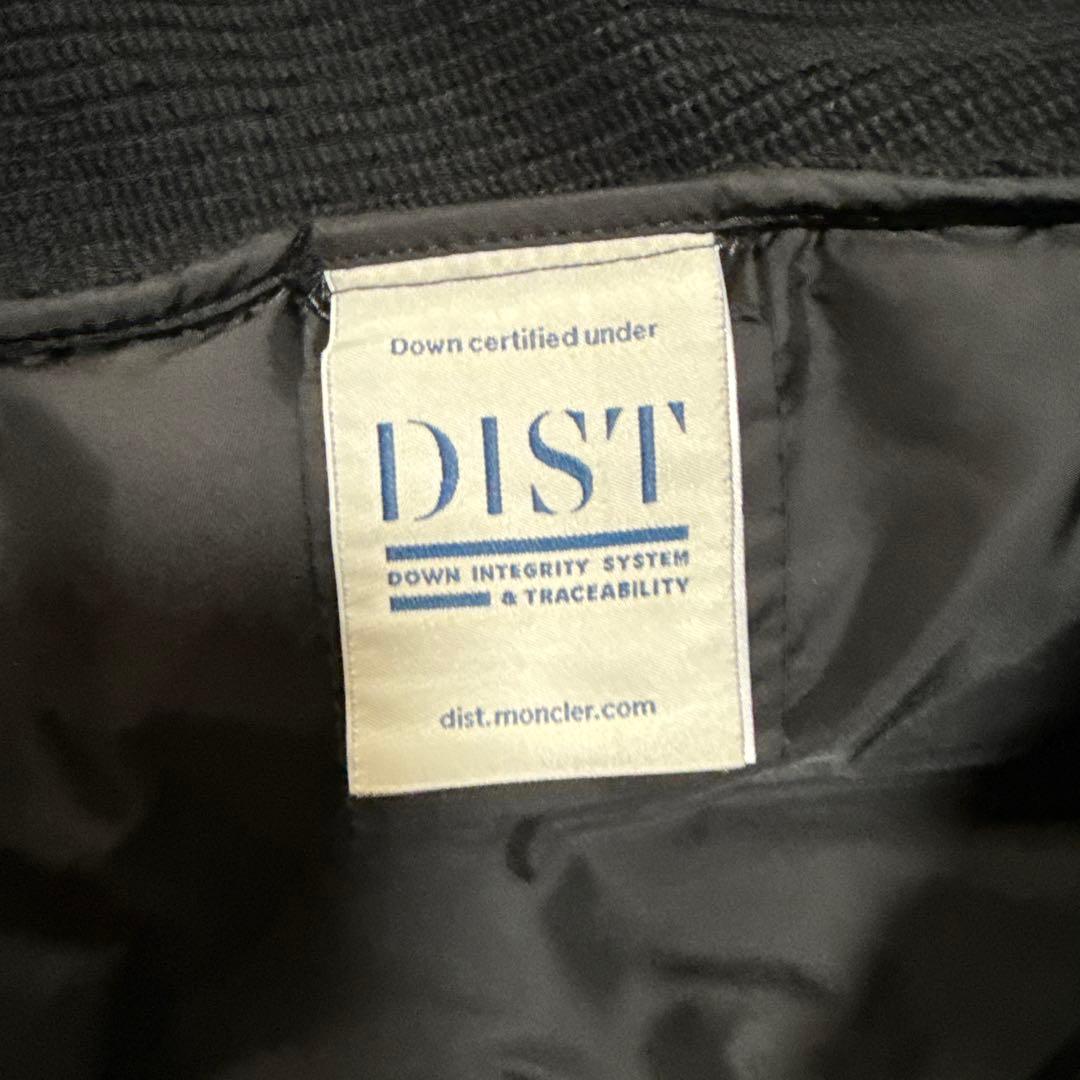 Down certified under
DIST
DOWN INTEGRITY SYSTEM
& TRACEABILITY
dist.moncler.com